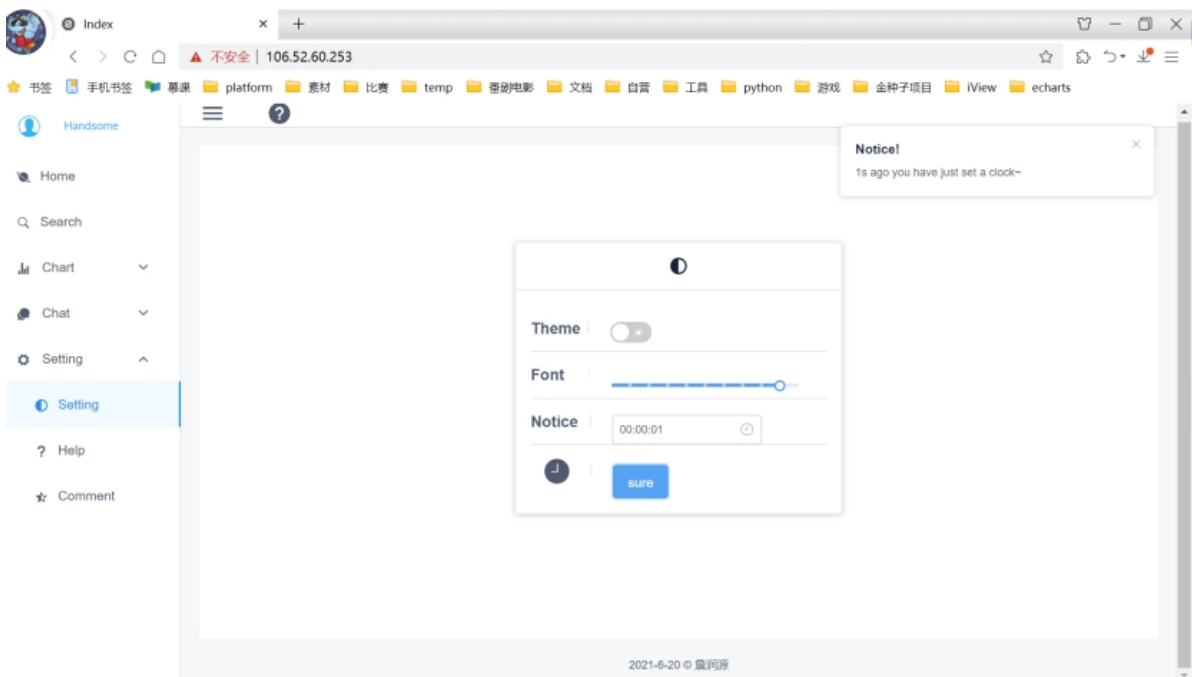 Index
不安全 106.52.60.253
书签 手机书签 慕课 platform 素材 比赛 temp 番剧电影 文档 自营 工具 python 游戏 金种子项目 iView echarts
Handsome
Home
Search
Chart
Chat
Setting
Setting
Help
Comment
Notice!
1s ago you have just set a clock~
Theme
Font
Notice 00:00:01
sure
2021-6-20 © 詹润源